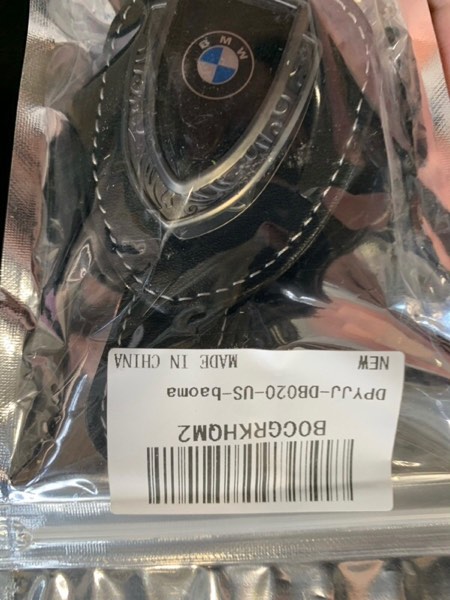 BMW
B0CGRKHQM2
DPYJJ-DB020-US-baoma
NEW MADE IN CHINA